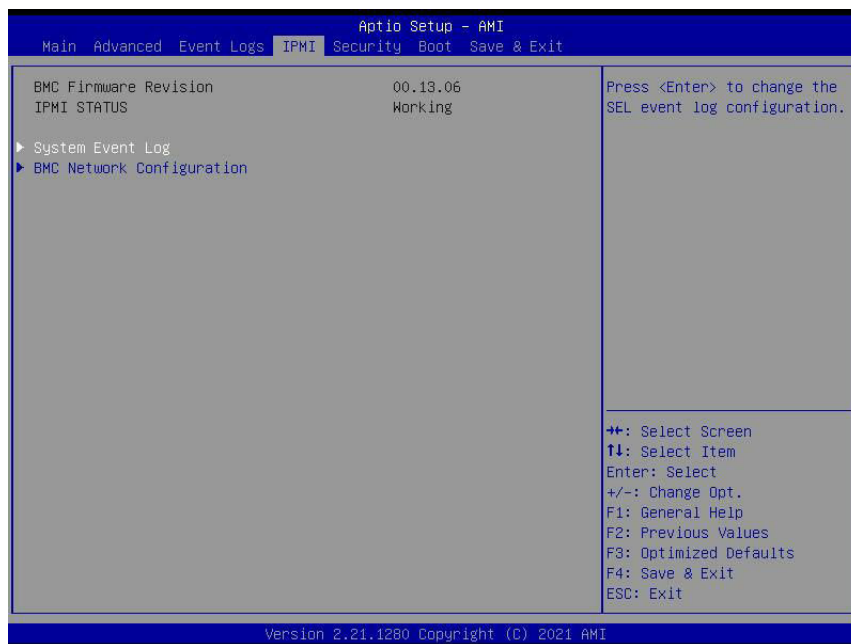 Aptio Setup – AMI
Main Advanced Event Logs IPMI Security Boot Save & Exit
BMC Firmware Revision 00.13.06
IPMI STATUS Working
System Event Log
BMC Network Configuration
Press <Enter> to change the
SEL event log configuration.
→←: Select Screen
↑↓: Select Item
Enter: Select
+/-: Change Opt.
F1: General Help
F2: Previous Values
F3: Optimized Defaults
F4: Save & Exit
ESC: Exit
Version 2.21.1280 Copyright (C) 2021 AMI